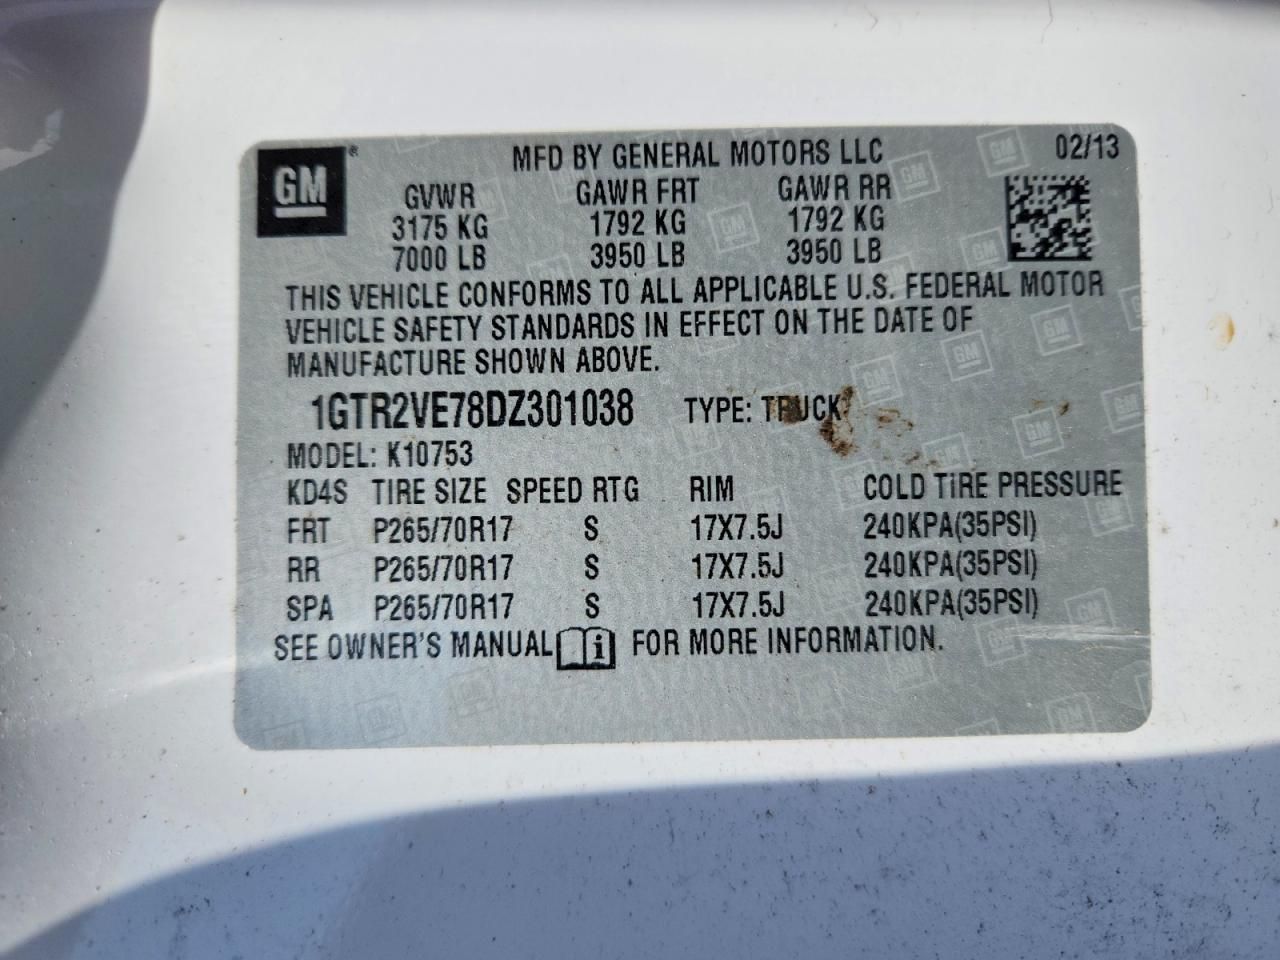 GM ® MFD BY GENERAL MOTORS LLC 02/13
GVWR GAWR FRT GAWR RR
3175 KG 1792 KG 1792 KG
7000 LB 3950 LB 3950 LB
THIS VEHICLE CONFORMS TO ALL APPLICABLE U.S. FEDERAL MOTOR
VEHICLE SAFETY STANDARDS IN EFFECT ON THE DATE OF
MANUFACTURE SHOWN ABOVE.
1GTR2VE78DZ301038 TYPE: TRUCK
MODEL: K10753
KD4S TIRE SIZE SPEED RTG RIM COLD TIRE PRESSURE
FRT P265/70R17 S 17X7.5J 240KPA(35PSI)
RR P265/70R17 S 17X7.5J 240KPA(35PSI)
SPA P265/70R17 S 17X7.5J 240KPA(35PSI)
SEE OWNER'S MANUAL i FOR MORE INFORMATION.